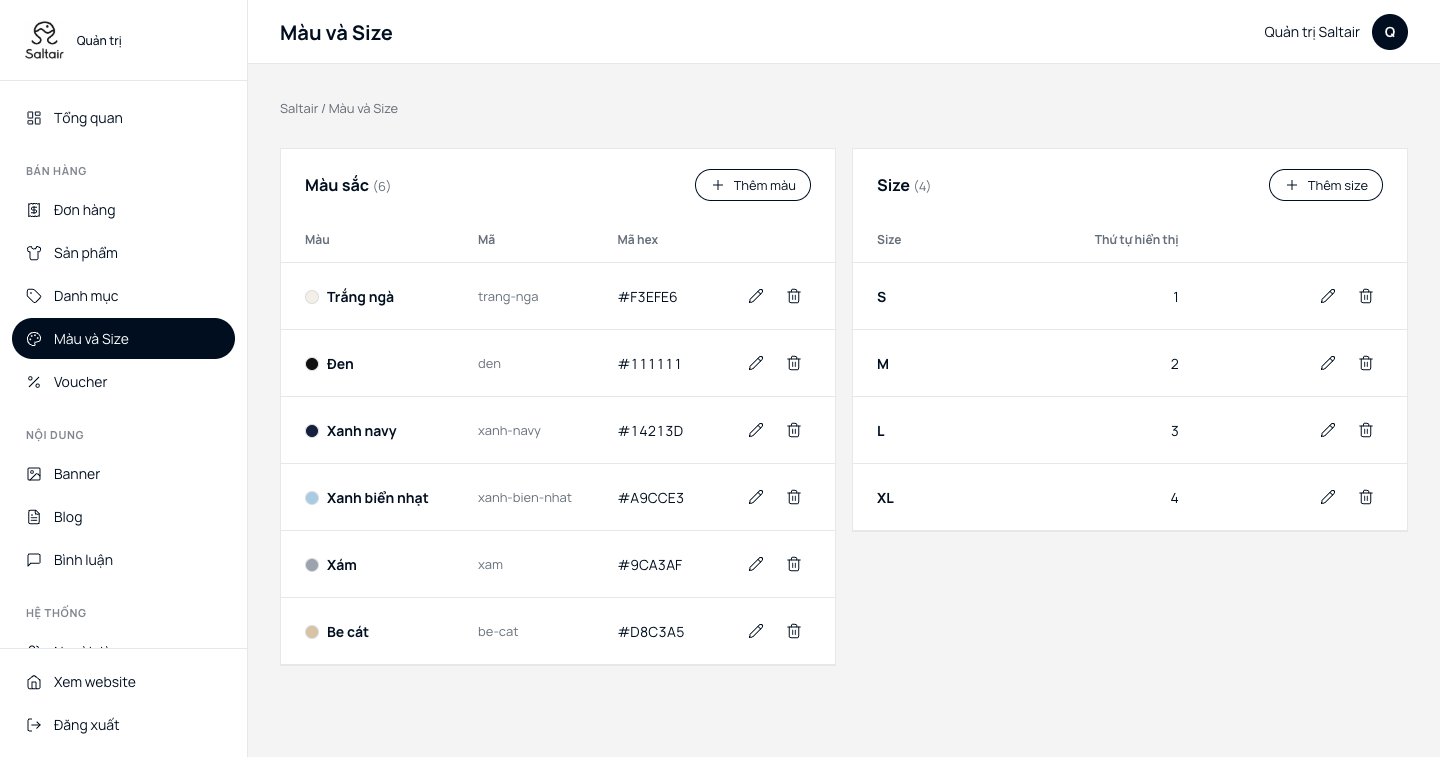 Saltair
Quản trị
Tổng quan
BÁN HÀNG
Đơn hàng
Sản phẩm
Danh mục
Màu và Size
Voucher
NỘI DUNG
Banner
Blog
Bình luận
HỆ THỐNG
Xem website
Đăng xuất
Màu và Size
Quản trị Saltair
Q
Saltair / Màu và Size
Màu sắc (6)
Thêm màu
Màu Mã Mã hex
Trắng ngà trang-nga #F3EFE6
Đen den #111111
Xanh navy xanh-navy #14213D
Xanh biển nhạt xanh-bien-nhat #A9CCE3
Xám xam #9CA3AF
Be cát be-cat #D8C3A5
Size (4)
Thêm size
Size Thứ tự hiển thị
S 1
M 2
L 3
XL 4